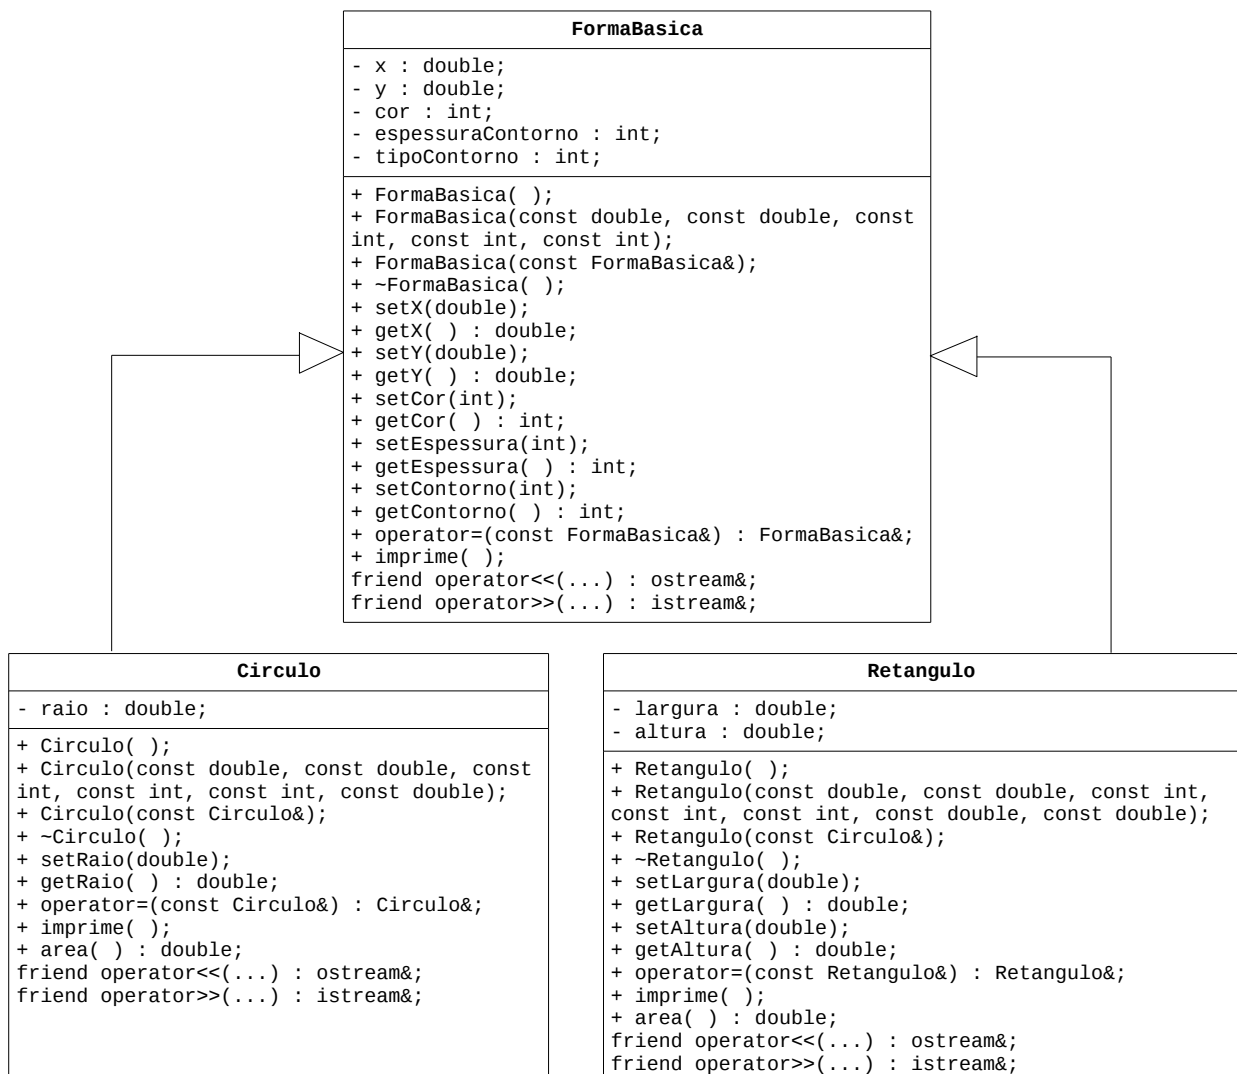 FormaBasica
- x : double;
- y : double;
- cor : int;
- espessuraContorno : int;
- tipoContorno : int;
+ FormaBasica( );
+ FormaBasica(const double, const double, const
int, const int, const int);
+ FormaBasica(const FormaBasica&);
+ ~FormaBasica( );
+ setX(double);
+ getX( ) : double;
+ setY(double);
+ getY( ) : double;
+ setCor(int);
+ getCor( ) : int;
+ setEspessura(int);
+ getEspessura( ) : int;
+ setContorno(int);
+ getContorno( ) : int;
+ operator=(const FormaBasica&) : FormaBasica&;
+ imprime( );
friend operator<<(...) : ostream&;
friend operator>>(...) : istream&;
Circulo
- raio : double;
+ Circulo( );
+ Circulo(const double, const double, const
int, const int, const int, const double);
+ Circulo(const Circulo&);
+ ~Circulo( );
+ setRaio(double);
+ getRaio( ) : double;
+ operator=(const Circulo&) : Circulo&;
+ imprime( );
+ area( ) : double;
friend operator<<(...) : ostream&;
friend operator>>(...) : istream&;
Retangulo
- largura : double;
- altura : double;
+ Retangulo( );
+ Retangulo(const double, const double, const int,
const int, const int, const double, const double);
+ Retangulo(const Circulo&);
+ ~Retangulo( );
+ setLargura(double);
+ getLargura( ) : double;
+ setAltura(double);
+ getAltura( ) : double;
+ operator=(const Retangulo&) : Retangulo&;
+ imprime( );
+ area( ) : double;
friend operator<<(...) : ostream&;
friend operator>>(...) : istream&;